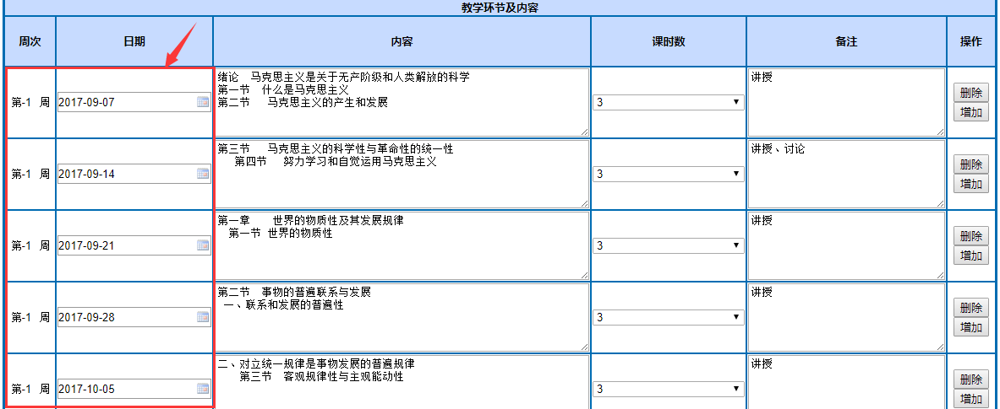 教学环节及内容
周次 日期 内容 课时数 备注 操作
第-1 周 2017-09-07
绪论 马克思主义是关于无产阶级和人类解放的科学
第一节 什么是马克思主义
第二节 马克思主义的产生和发展
3
讲授
删除
增加
第-1 周 2017-09-14
第三节 马克思主义的科学性与革命性的统一性
第四节 努力学习和自觉运用马克思主义
3
讲授、讨论
删除
增加
第-1 周 2017-09-21
第一章 世界的物质性及其发展规律
第一节 世界的物质性
3
讲授
删除
增加
第-1 周 2017-09-28
第二节 事物的普遍联系与发展
一、联系和发展的普遍性
3
讲授
删除
增加
第-1 周 2017-10-05
二、对立统一规律是事物发展的普遍规律
第三节 客观规律性与主观能动性
3
讲授
删除
增加